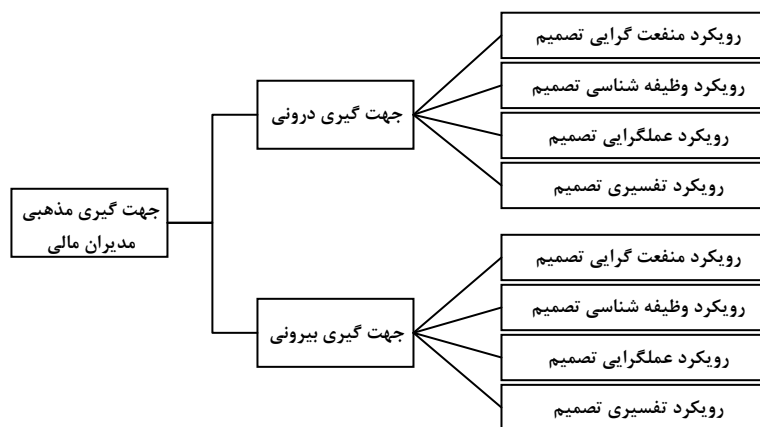 جهت گیری مذهبی
مدیران مالی
جهت گیری درونی
رویکرد منفعت گرایی تصمیم
رویکرد وظیفه شناسی تصمیم
رویکرد عملگرایی تصمیم
رویکرد تفسیری تصمیم
جهت گیری بیرونی
رویکرد منفعت گرایی تصمیم
رویکرد وظیفه شناسی تصمیم
رویکرد عملگرایی تصمیم
رویکرد تفسیری تصمیم